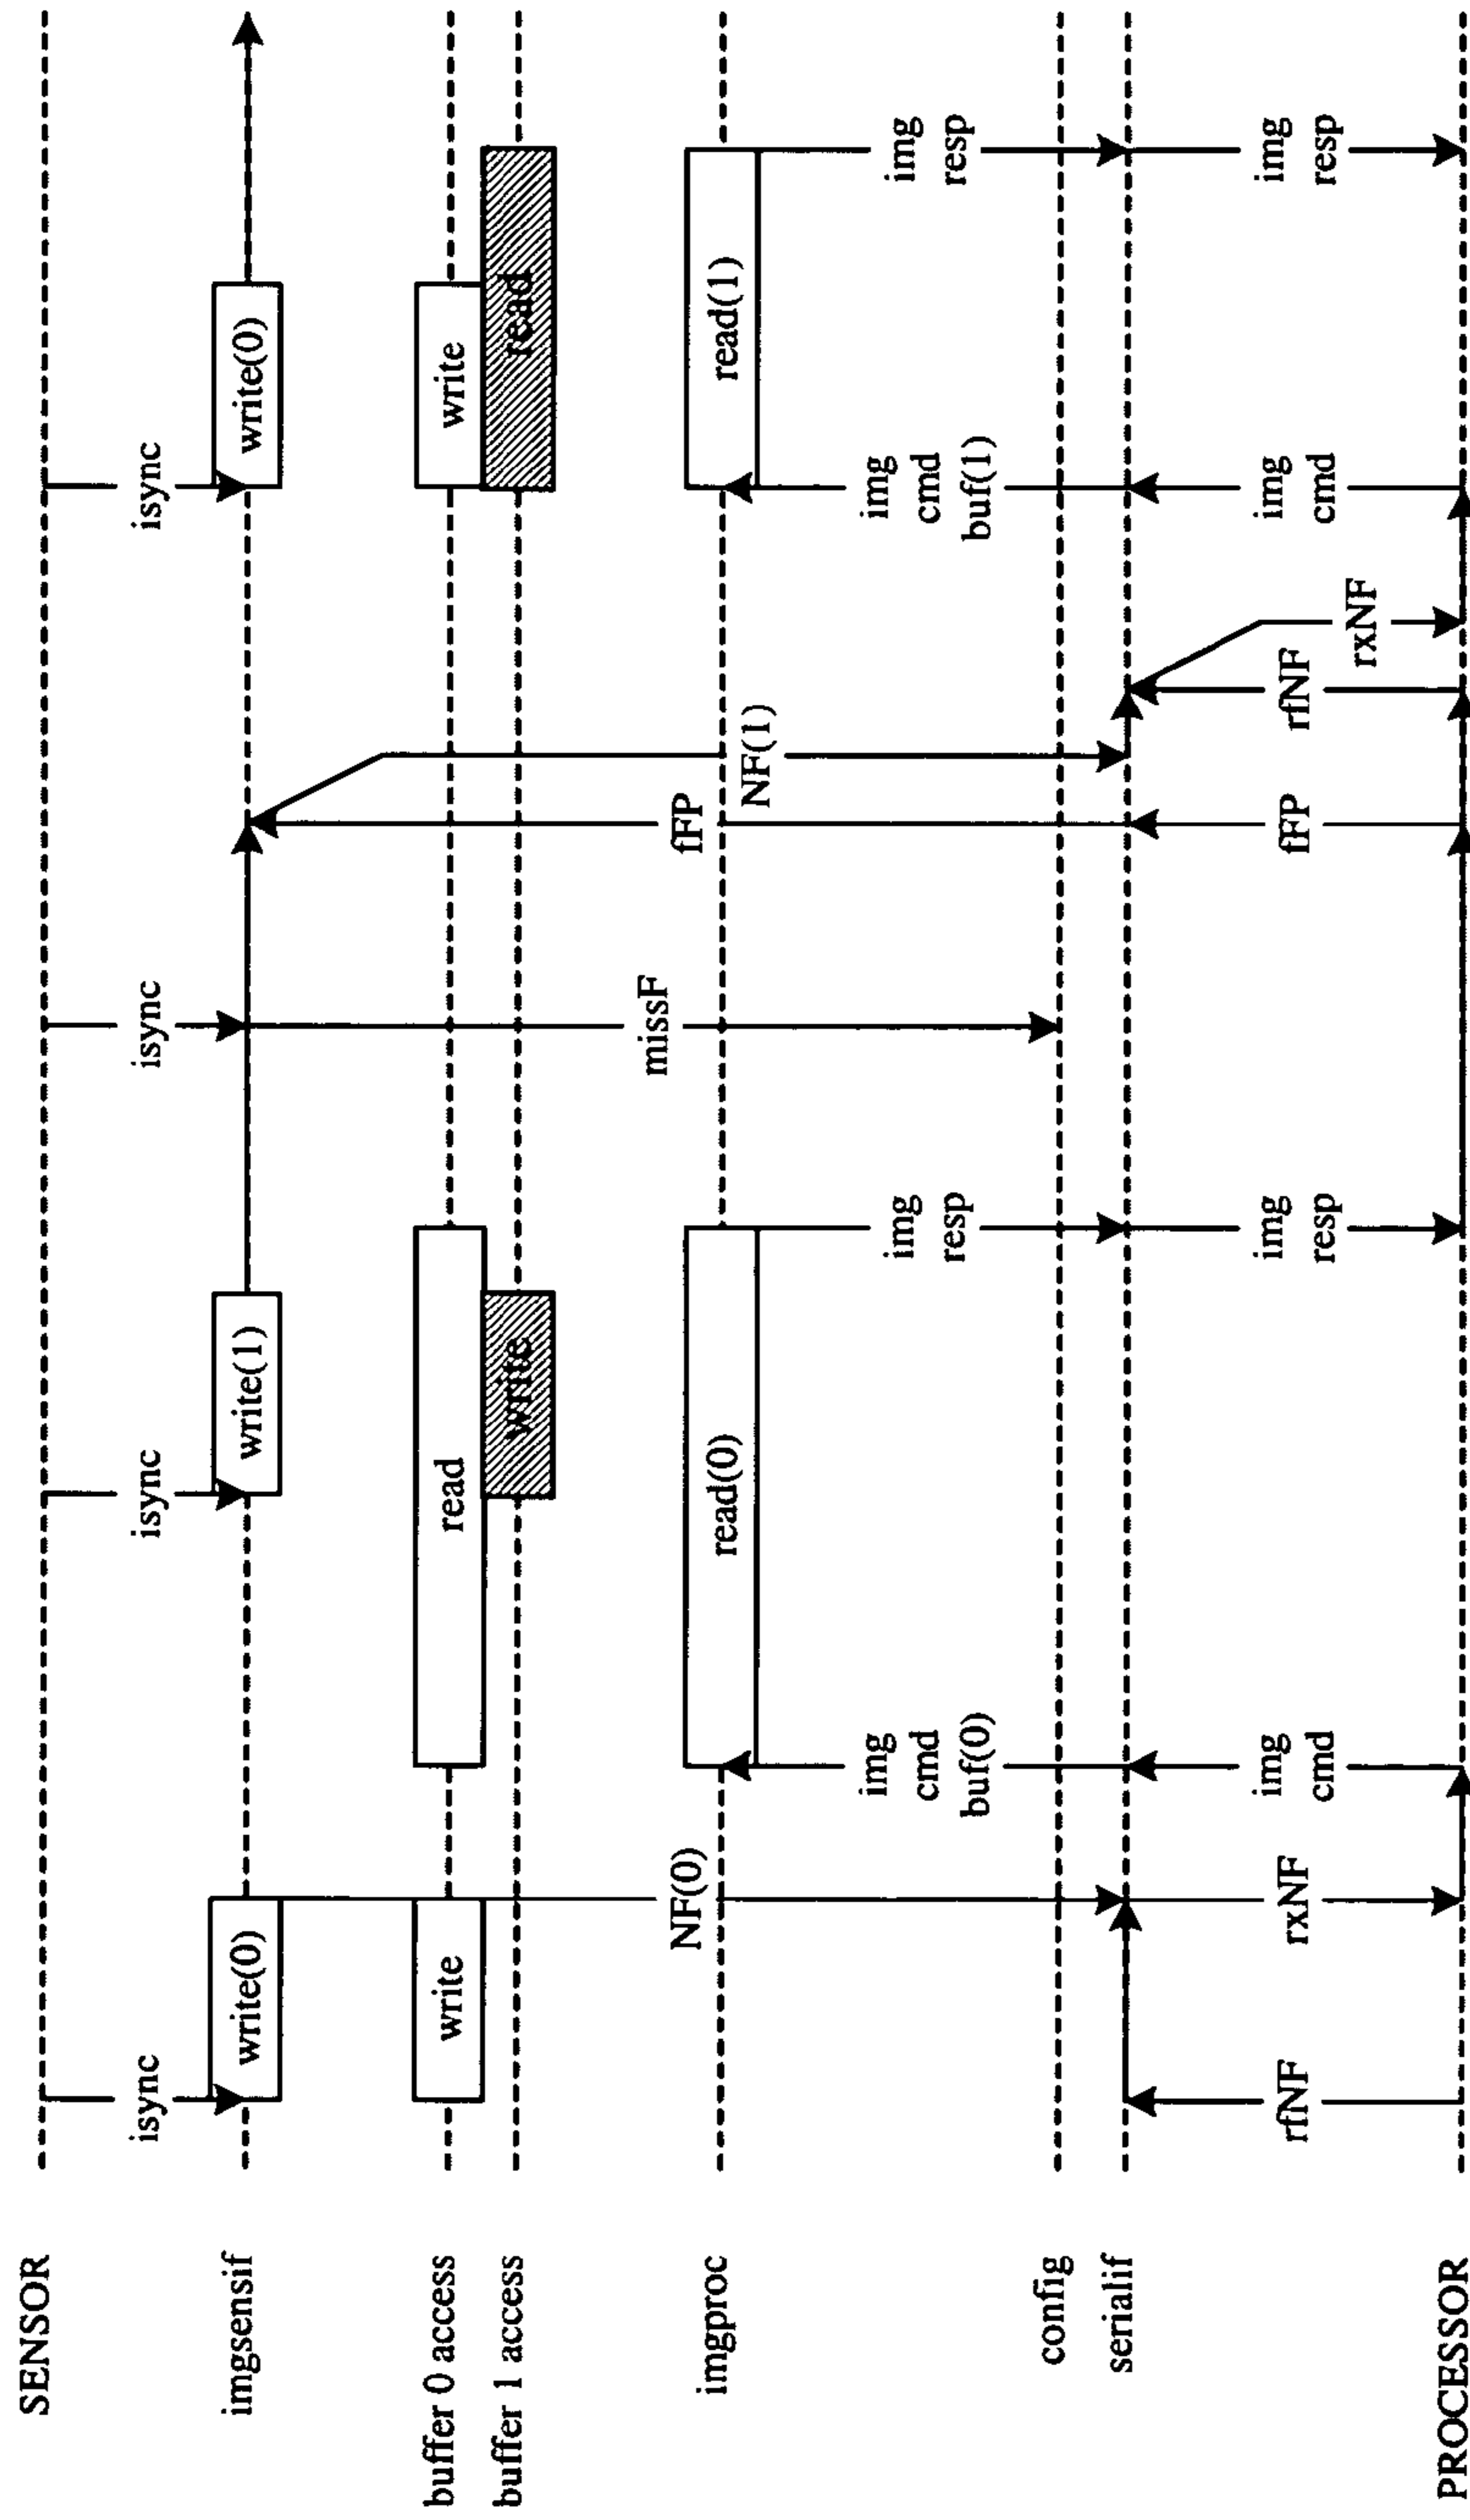 SENSOR
isync
isync
isync
isync
imgsensif
write(0)
write(1)
write(0)
buffer 0 access
write
read
write
buffer 1 access
write
read
missF
NF(0)
fFP
imgproc
read(0)
read(1)
NF(1)
img
cmd
buf(0)
img
resp
img
cmd
buf(1)
img
resp
config
serialif
rfNF
rxNF
img
cmd
img
resp
fFP
rfNF
rxNF
img
cmd
img
resp
PROCESSOR